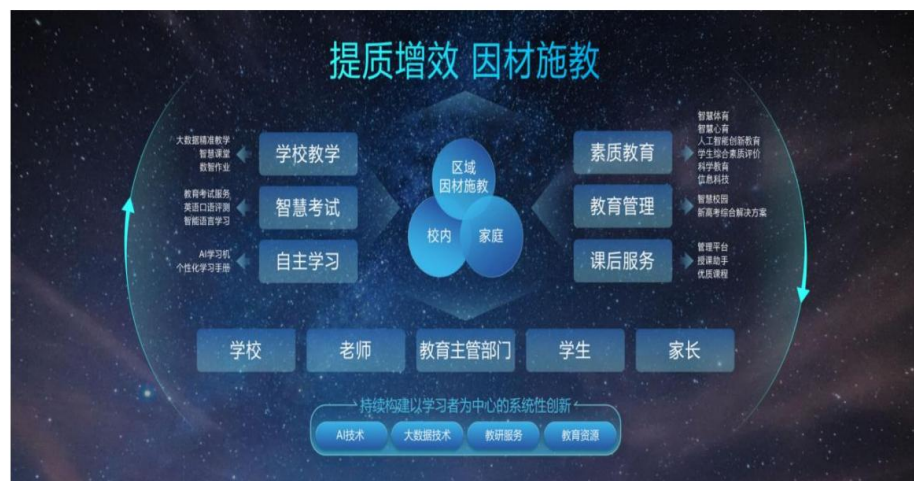 提质增效 因材施教
大数据精准教学
智慧课堂
数智作业
学校教学
教育考试服务
英语口语评测
智能语言学习
智慧考试
AI学习机
个性化学习手册
自主学习
区域
因材施教
校内
家庭
素质教育
智慧体育
智慧心育
人工智能创新教育
学生综合素质评价
科学教育
信息科技
教育管理
智慧校园
新高考综合解决方案
课后服务
管理平台
授课助手
优质课程
学校
老师
教育主管部门
学生
家长
持续构建以学习者为中心的系统性创新
AI技术
大数据技术
教研服务
教育资源